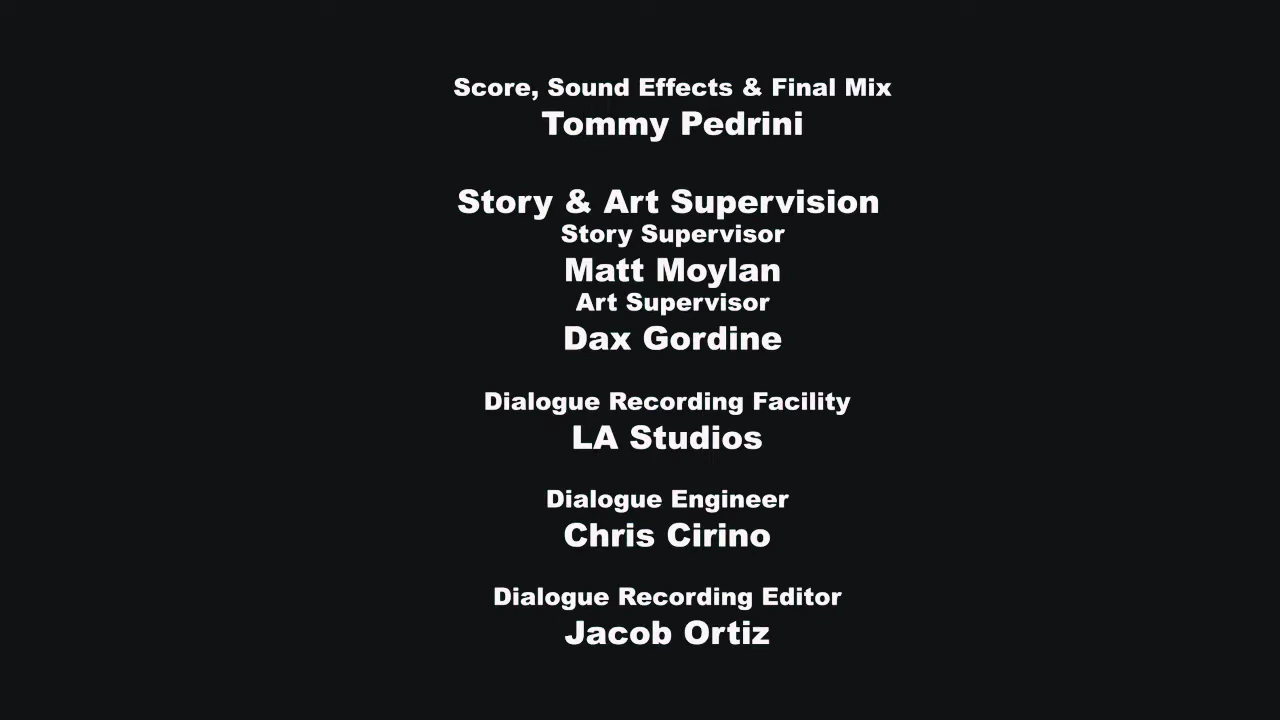 Score, Sound Effects & Final Mix
Tommy Pedrini
Story & Art Supervision
Story Supervisor
Matt Moylan
Art Supervisor
Dax Gordine
Dialogue Recording Facility
LA Studios
Dialogue Engineer
Chris Cirino
Dialogue Recording Editor
Jacob Ortiz